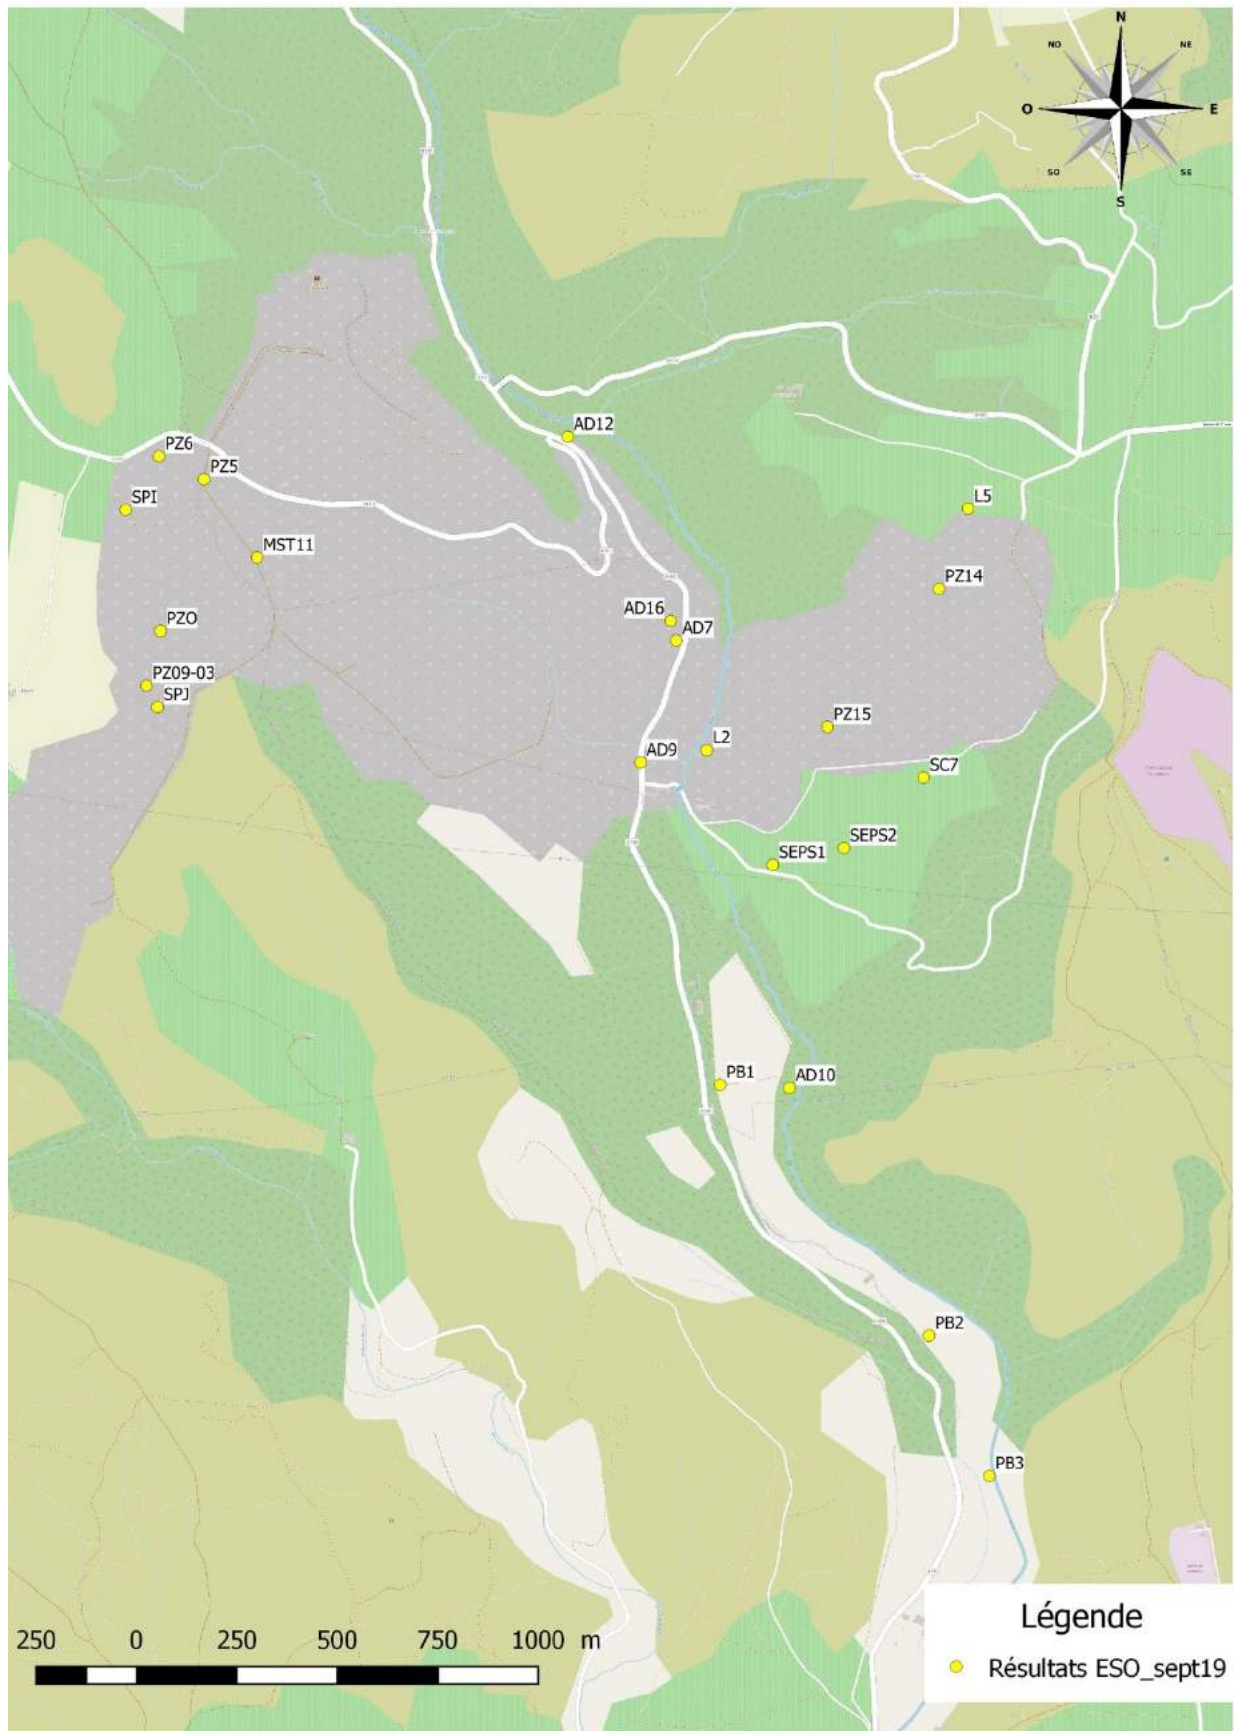 N
NO
NE
O
E
SO
SE
S
AD12
PZ6
PZ5
SPI
L5
MST11
PZ14
AD16
PZO
AD7
PZ09-03
SPJ
PZ15
L2
AD9
SC7
SEPS2
SEPS1
PB1
AD10
PB2
PB3
Légende
250 0 250 500 750 1000 m
Résultats ESO_sept19